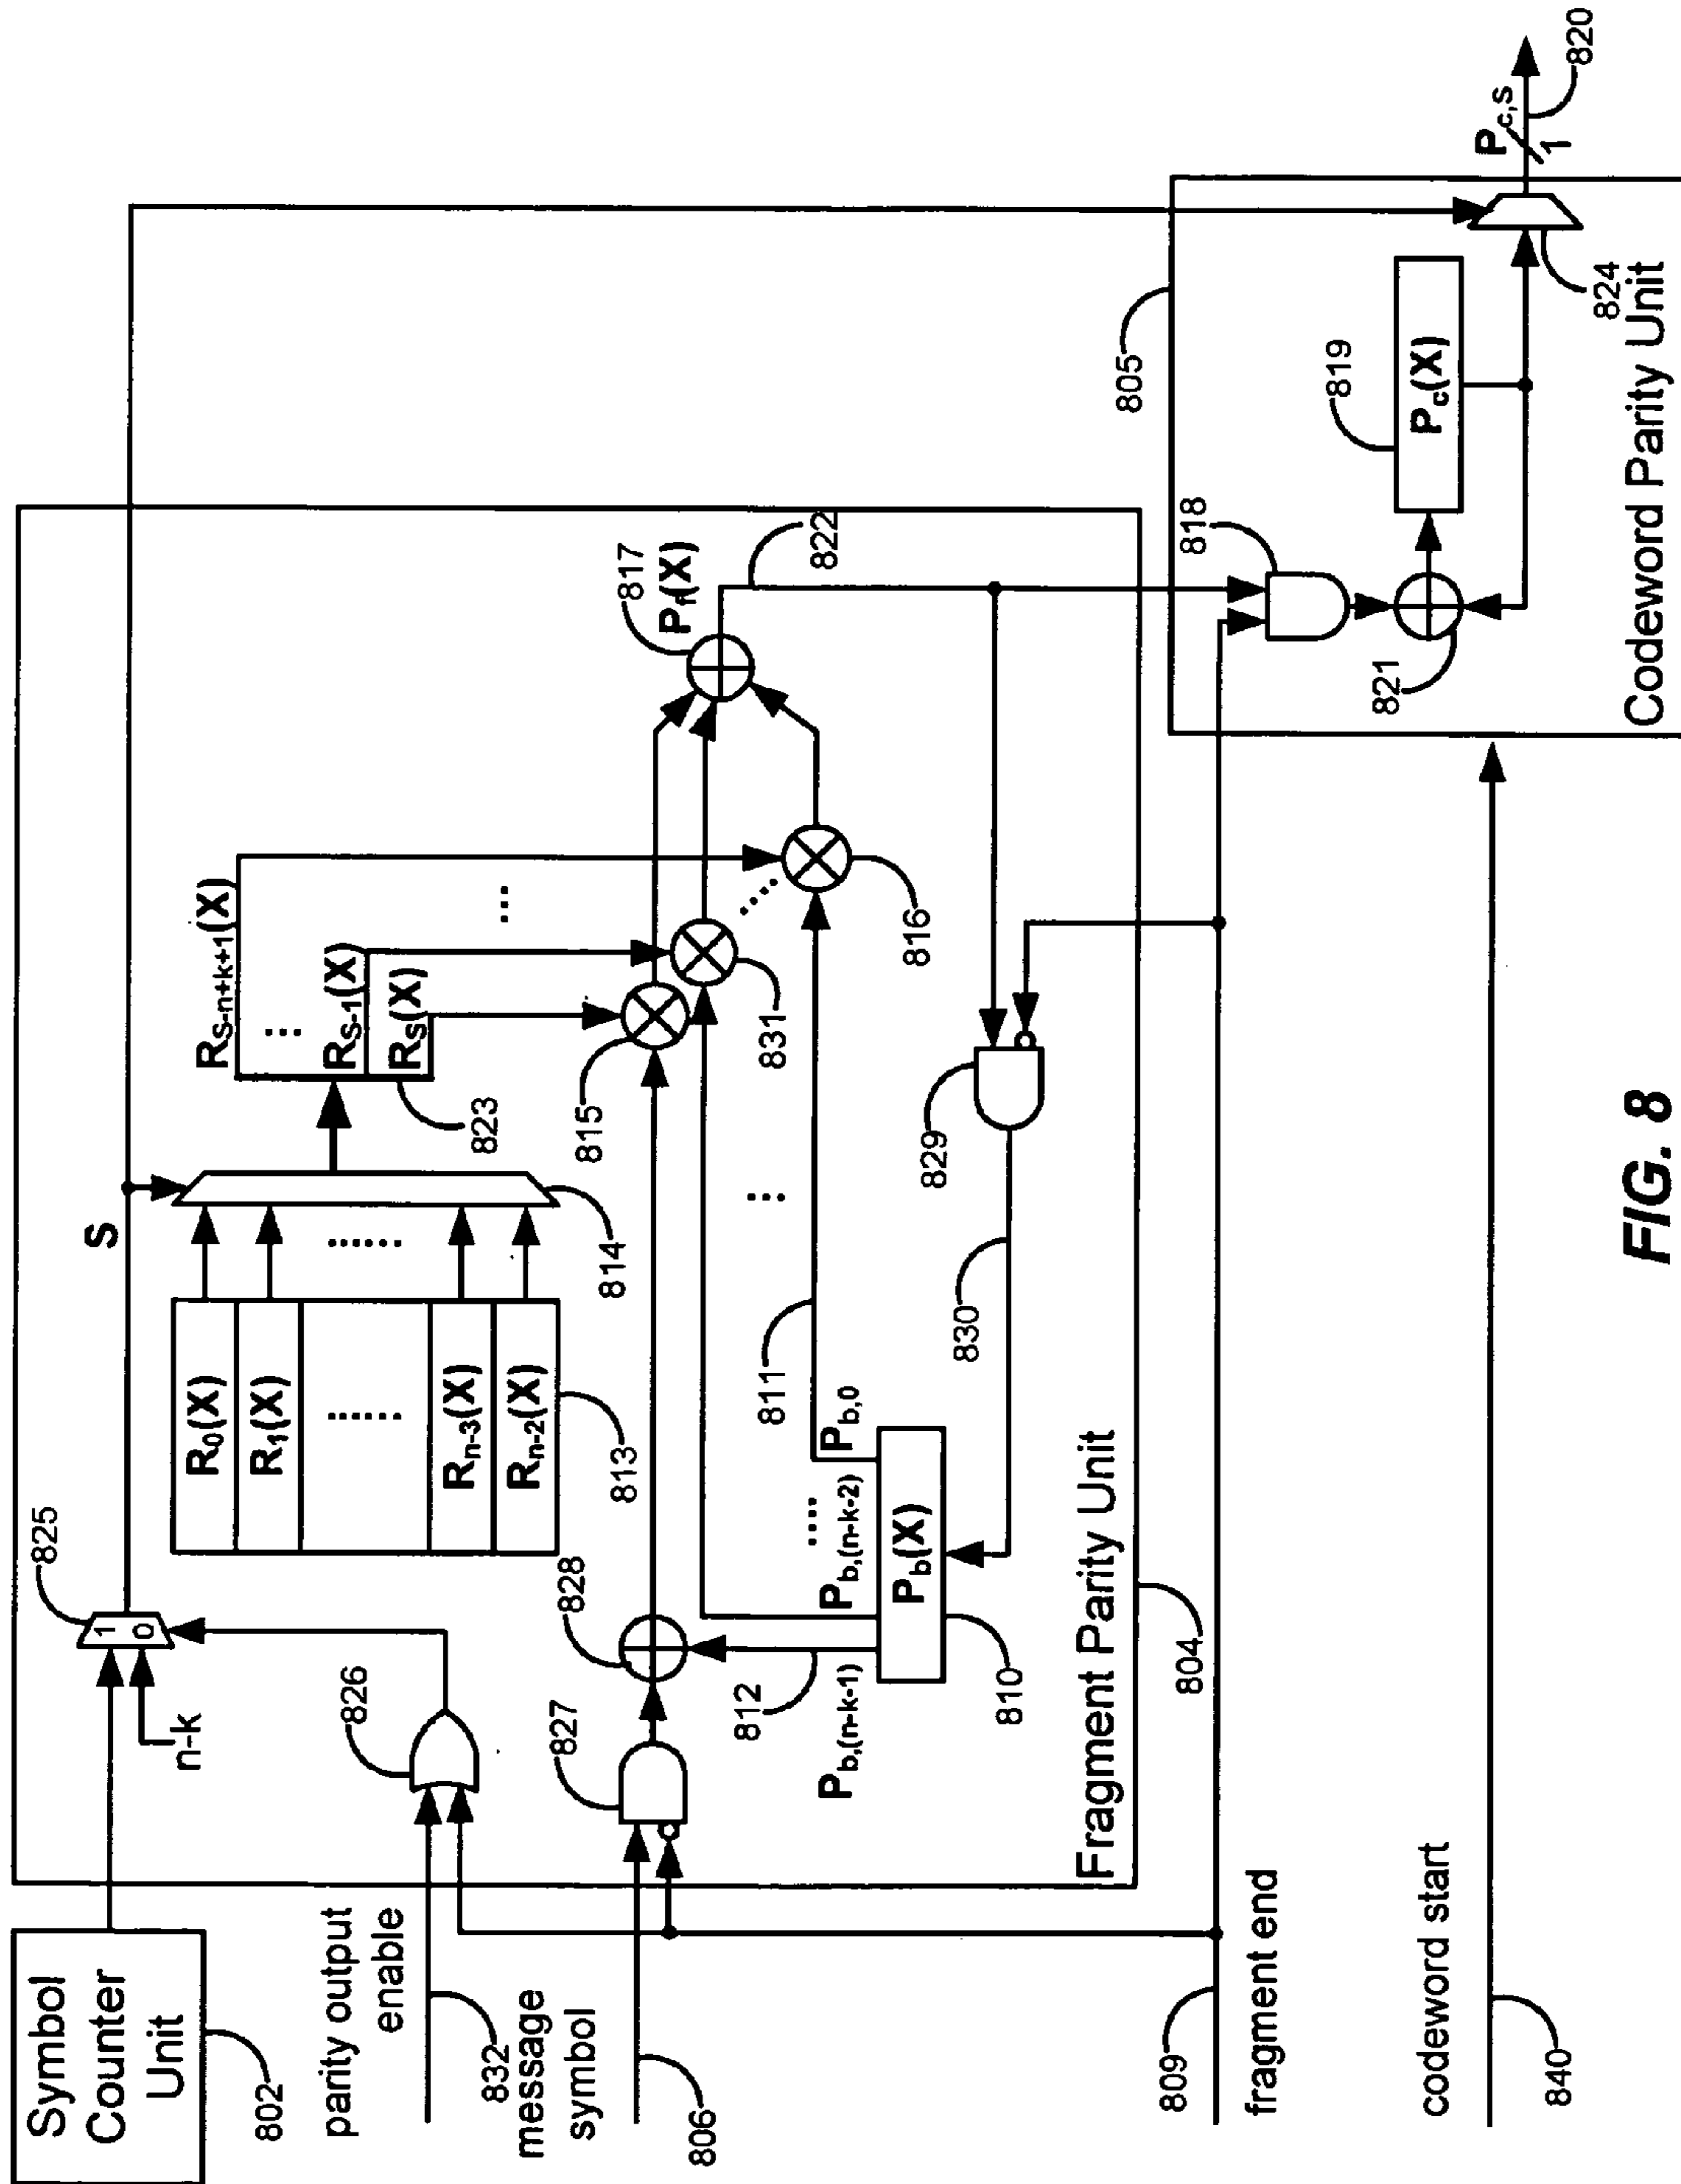 Symbol
Counter
Unit
802
parity output
enable
832
message
symbol
806
809
fragment end
codeword start
840
825
1
0
n-k
826
827
828
S
R0(X)
R1(X)
.......
Rn-3(X)
Rn-2(X)
813
......
814
RS-n+k+1(X)
...
RS-1(X)
RS(X)
823
...
815
831
.....
816
817
Pf(X)
822
812
Pb,(n-k-1)
Pb,(n-k-2)
....
Pb,0
811
...
Pb(X)
810
830
829
Fragment Parity Unit
804
805
818
821
819
Pc(X)
824
Codeword Parity Unit
Pc,s
1
820
FIG. 8